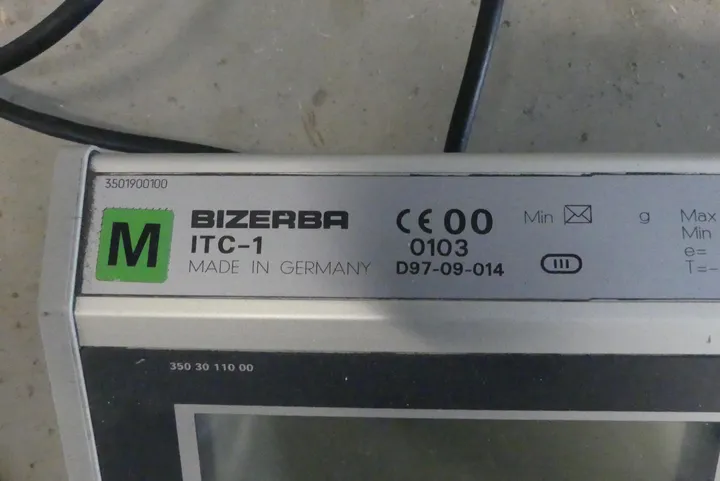 3501900100
M
BIZERBA
ITC-1
MADE IN GERMANY
CE 00
0103
D97-09-014
Min g
III
Max
Min
e=
T=-
350 30 110 00